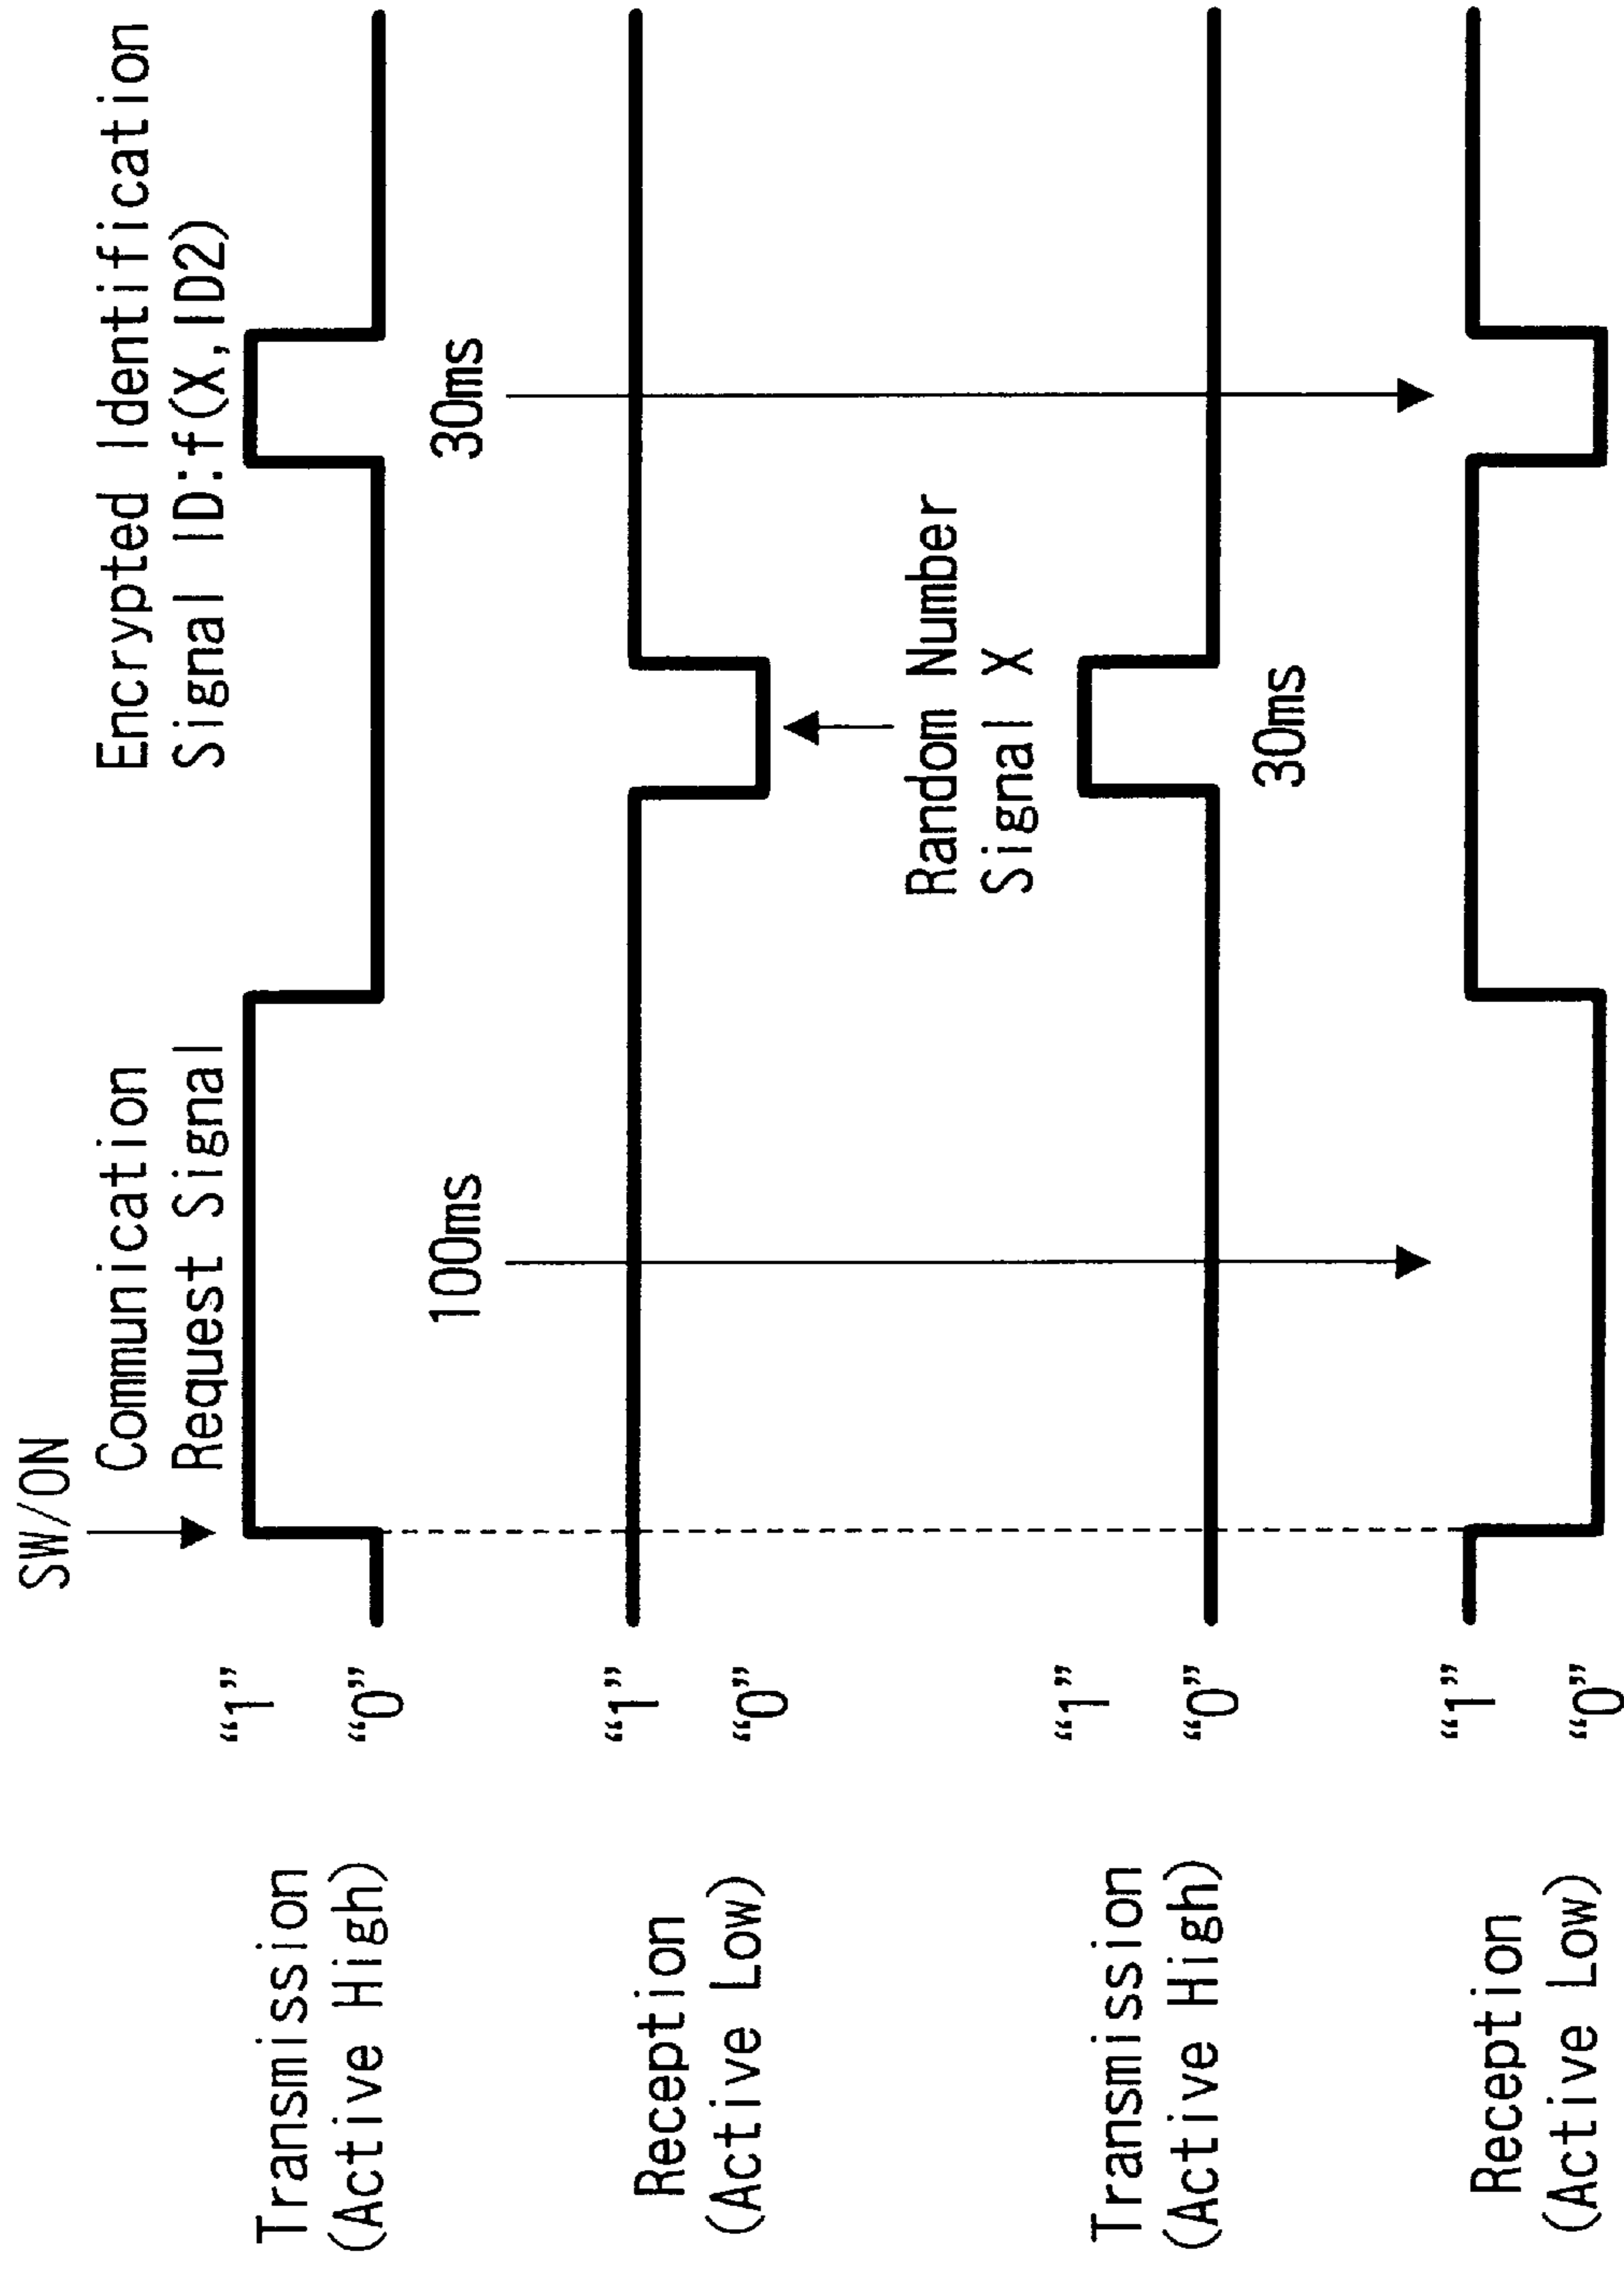 SW/ON
Communication
Request Signal
Encrypted Identification
Signal ID:f(X,ID2)
Transmission
(Active High)
“1”
“0”
100ms
30ms
Reception
(Active Low)
“1”
“0”
Random Number
Signal X
Transmission
(Active High)
“1”
“0”
30ms
Reception
(Active Low)
“1”
“0”